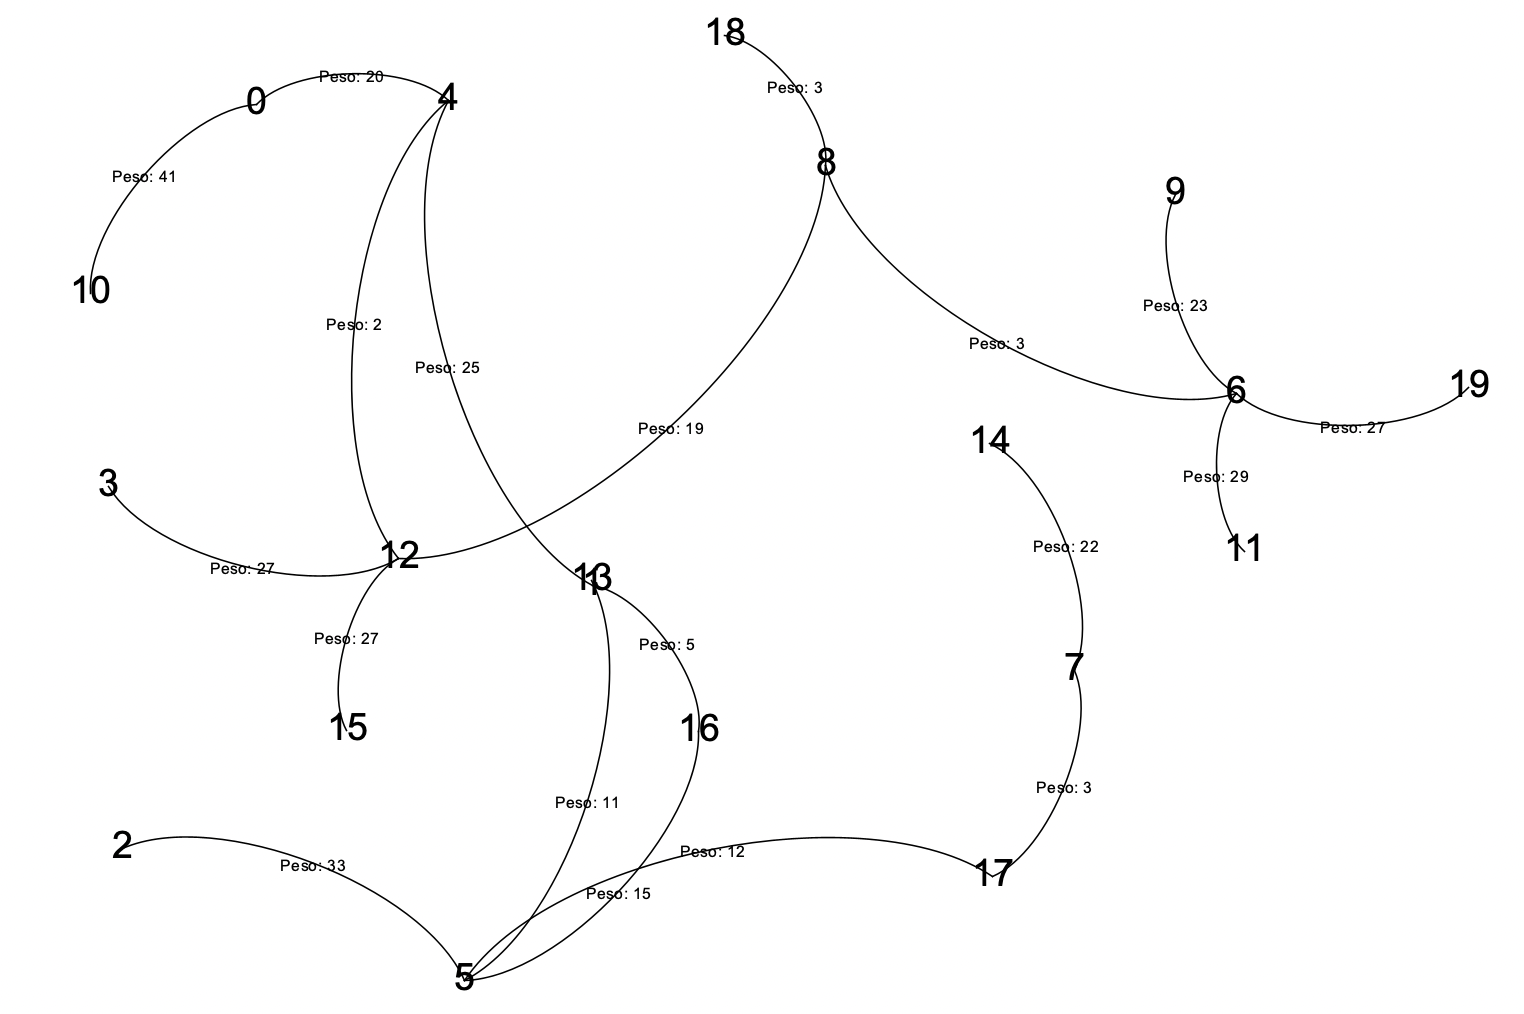 18
Peso: 20
Peso: 3
0
4
8
Peso: 41
9
10
Peso: 23
Peso: 2
Peso: 3
Peso: 25
6
19
Peso: 19
Peso: 27
14
Peso: 29
3
Peso: 22
11
12
Peso: 27
13
1
Peso: 27
Peso: 5
7
15
16
Peso: 3
Peso: 11
2
Peso: 33
Peso: 12
17
Peso: 15
5